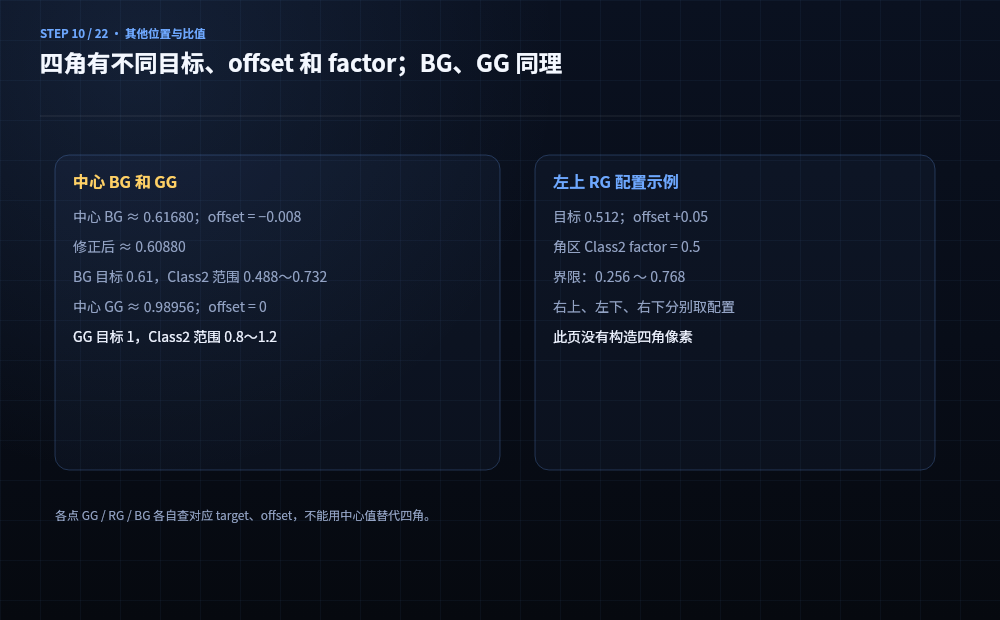 STEP 10 / 22 · 其他位置与比值
四角有不同目标、offset 和 factor；BG、GG 同理
中心 BG 和 GG
中心 BG ≈ 0.61680；offset = −0.008
修正后 ≈ 0.60880
BG 目标 0.61，Class2 范围 0.488～0.732
中心 GG ≈ 0.98956；offset = 0
GG 目标 1，Class2 范围 0.8～1.2
左上 RG 配置示例
目标 0.512；offset +0.05
角区 Class2 factor = 0.5
界限：0.256 ～ 0.768
右上、左下、右下分别取配置
此页没有构造四角像素
各点 GG / RG / BG 各自查对应 target、offset，不能用中心值替代四角。